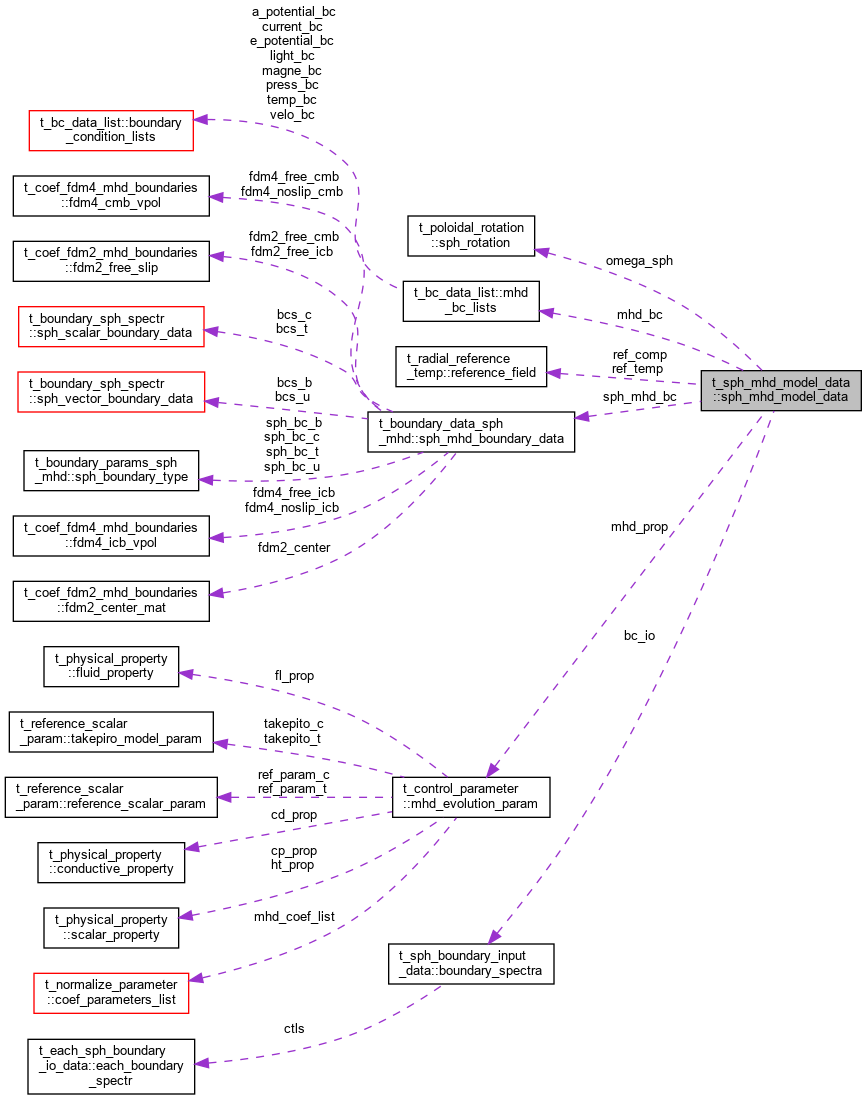 a_potential_bc
current_bc
e_potential_bc
light_bc
magne_bc
press_bc
temp_bc
velo_bc
t_bc_data_list::boundary
_condition_lists
fdm4_free_cmb
fdm4_noslip_cmb
t_coef_fdm4_mhd_boundaries
::fdm4_cmb_vpol
fdm2_free_cmb
fdm2_free_icb
t_coef_fdm2_mhd_boundaries
::fdm2_free_slip
bcs_c
bcs_t
t_boundary_sph_spectr
::sph_scalar_boundary_data
bcs_b
bcs_u
t_boundary_sph_spectr
::sph_vector_boundary_data
sph_bc_b
sph_bc_c
sph_bc_t
sph_bc_u
t_boundary_params_sph
_mhd::sph_boundary_type
fdm4_free_icb
fdm4_noslip_icb
t_coef_fdm4_mhd_boundaries
::fdm4_icb_vpol
fdm2_center
t_coef_fdm2_mhd_boundaries
::fdm2_center_mat
t_poloidal_rotation
::sph_rotation
omega_sph
t_bc_data_list::mhd
_bc_lists
mhd_bc
t_radial_reference
_temp::reference_field
ref_comp
ref_temp
t_boundary_data_sph
_mhd::sph_mhd_boundary_data
sph_mhd_bc
t_sph_mhd_model_data
::sph_mhd_model_data
mhd_prop
bc_io
t_physical_property
::fluid_property
fl_prop
t_reference_scalar
_param::takepiro_model_param
takepito_c
takepito_t
t_reference_scalar
_param::reference_scalar_param
ref_param_c
ref_param_t
t_control_parameter
::mhd_evolution_param
t_physical_property
::conductive_property
cd_prop
t_physical_property
::scalar_property
cp_prop
ht_prop
t_normalize_parameter
::coef_parameters_list
mhd_coef_list
t_sph_boundary_input
_data::boundary_spectra
t_each_sph_boundary
_io_data::each_boundary
_spectr
ctls